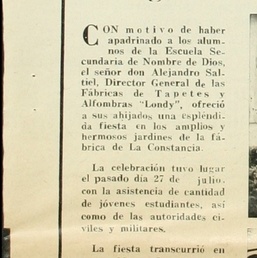 CON motivo de haber
apadrinado a los alum-
nos de la Escuela Secun-
daria de Nombre de Dios,
el señor don Alejandro Sal-
tiel, Director General de las
Fábricas de Tapetes y
Alfombras "Londy", ofreció
a sus ahijados una esplén-
dida fiesta en los amplios y
hermosos jardines de la fá-
brica de La Constancia.
La celebración tuvo lugar
el pasado día 27 de julio,
con la asistencia de cantidad
de jóvenes estudiantes, así
como de las autoridades ci-
viles y militares.
La fiesta transcurrió en